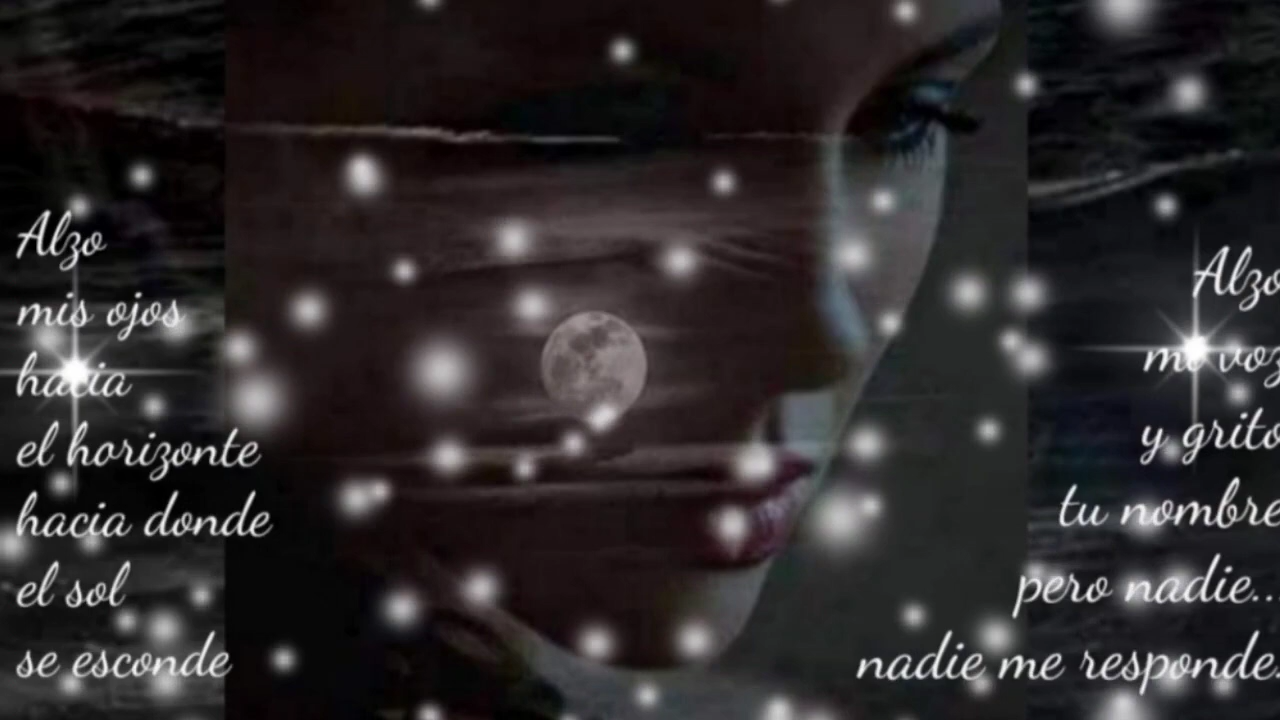 Alzo
mis ojos
hacia
el horizonte
hacia donde
el sol
se esconde
Alzo
mi voz
y grito
tu nombre
pero nadie...
nadie me responde.